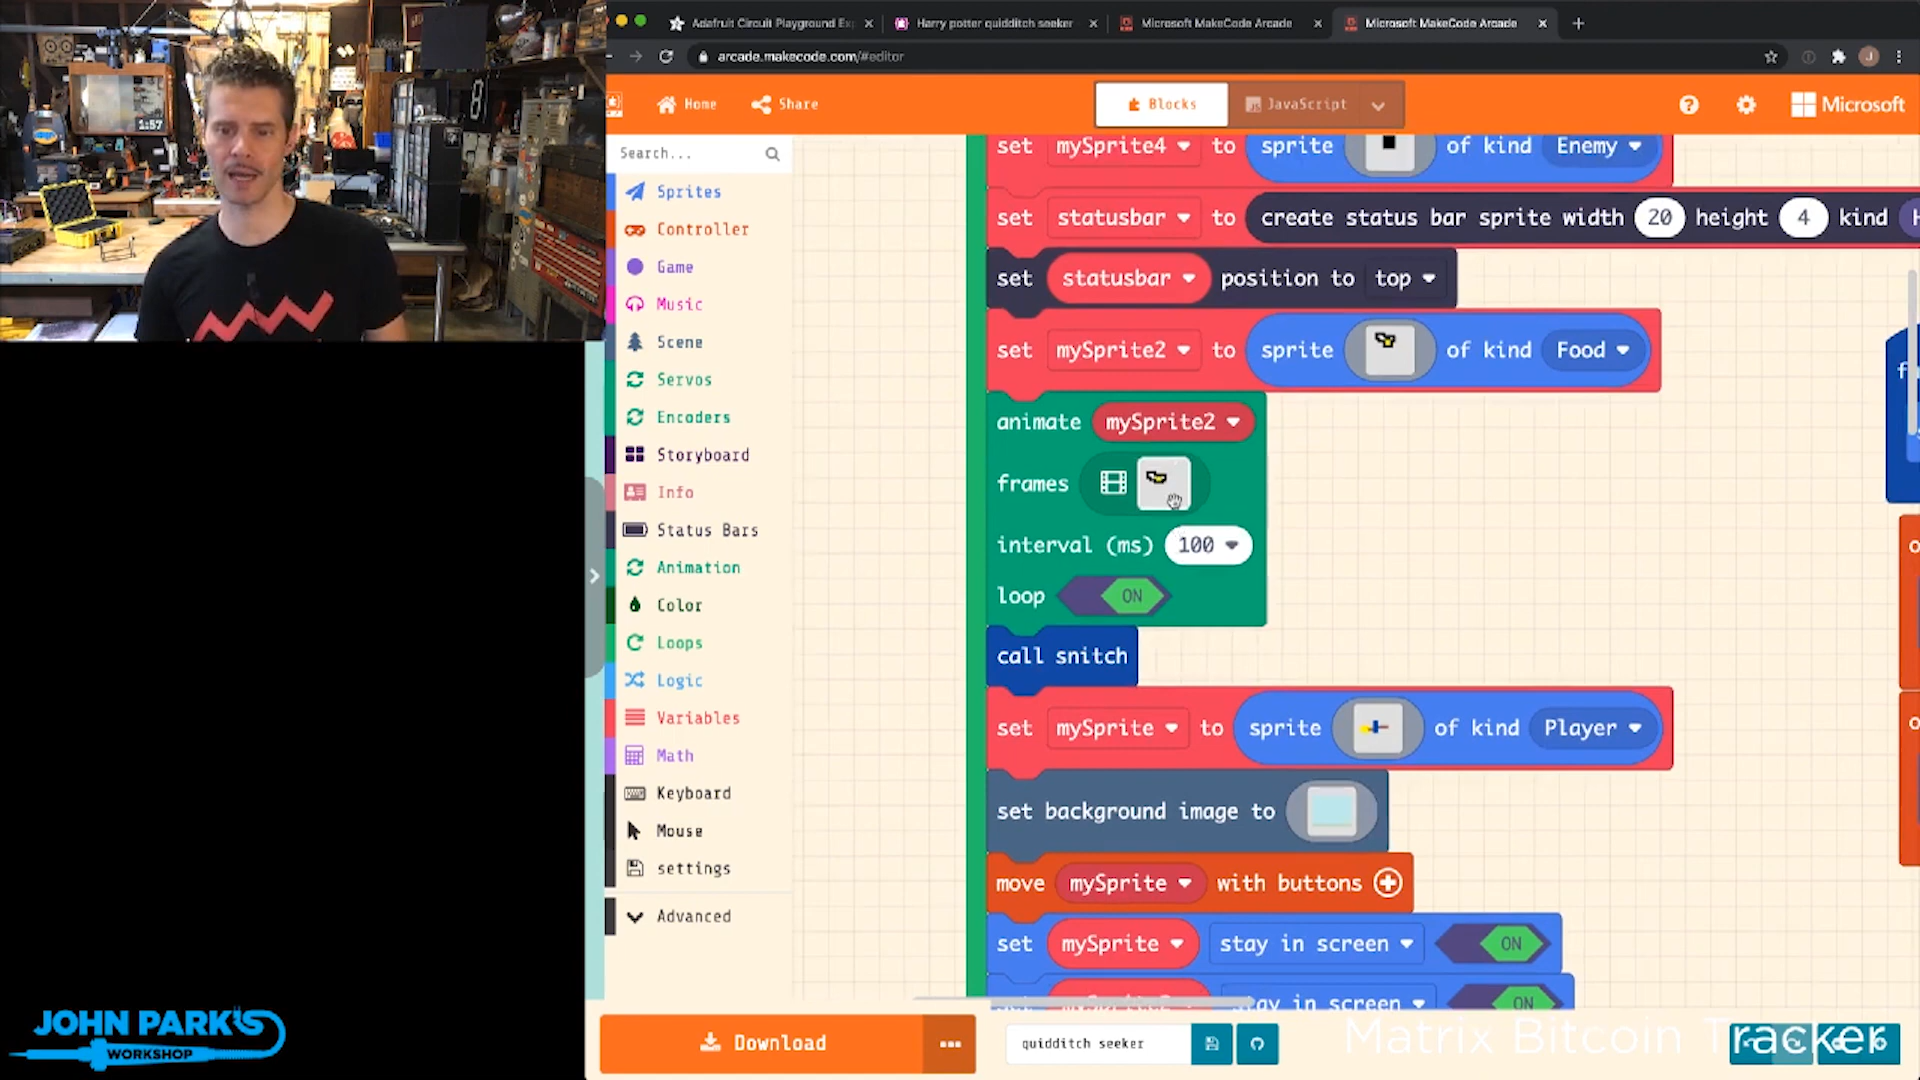 Adafruit Circuit Playground Ex
Harry potter quidditch seeker
Microsoft MakeCode Arcade
Microsoft MakeCode Arcade
arcade.makecode.com/#editor
Home
Share
Blocks
JavaScript
Microsoft
1:57
Search...
Sprites
Controller
Game
Music
Scene
Servos
Encoders
Storyboard
Info
Status Bars
Animation
Color
Loops
Logic
Variables
Math
Keyboard
Mouse
settings
Advanced
set mySprite4 to sprite of kind Enemy
set statusbar to create status bar sprite width 20 height 4 kind
set statusbar position to top
set mySprite2 to sprite of kind Food
animate mySprite2
frames
interval (ms) 100
loop ON
call snitch
set mySprite to sprite of kind Player
set background image to
move mySprite with buttons
set mySprite stay in screen ON
set mySprite2 stay in screen ON
Download
quidditch seeker
Matrix Bitcoin Tracker
JOHN PARK'S
WORKSHOP